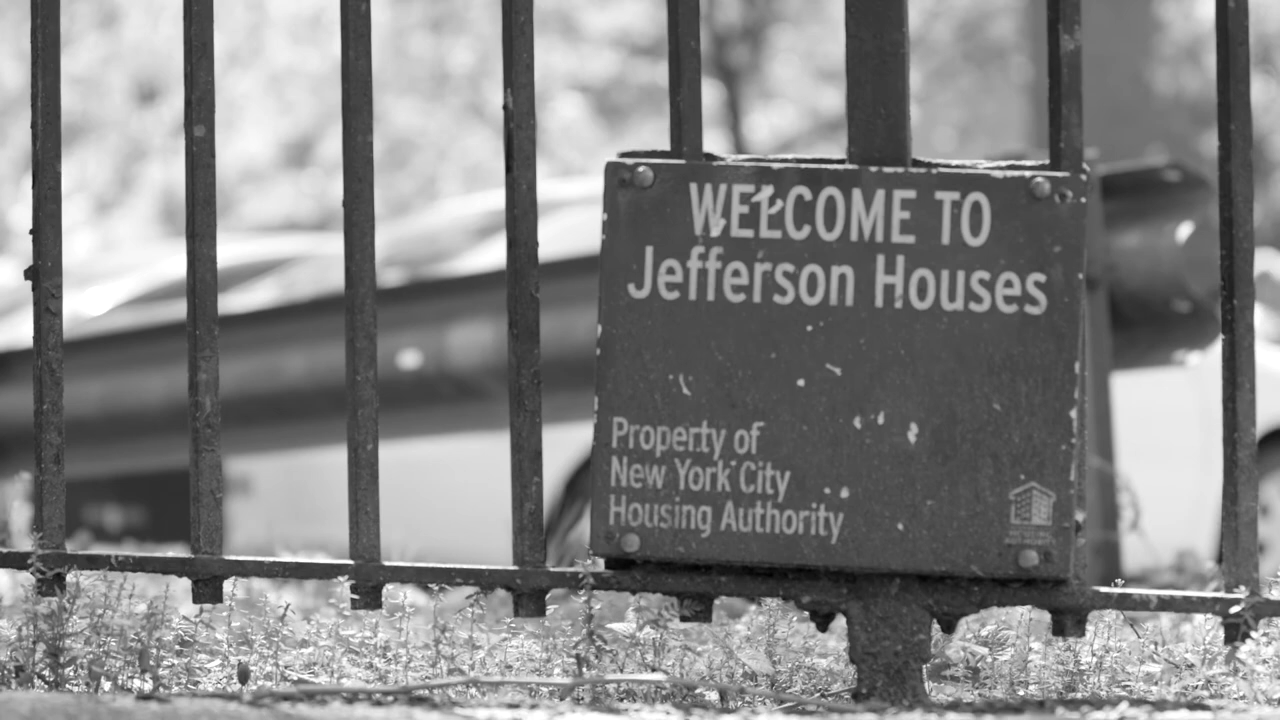 WELCOME TO
Jefferson Houses
Property of
New York City
Housing Authority